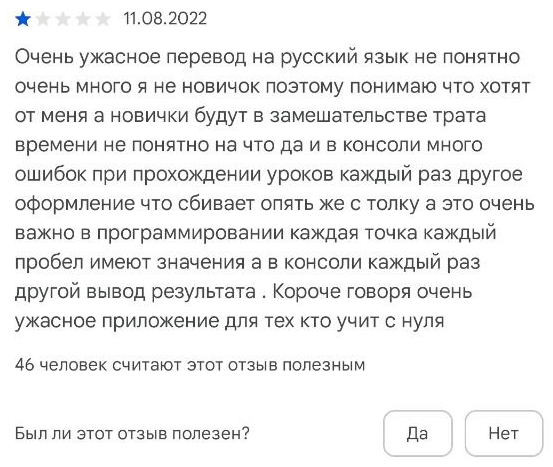 11.08.2022
Очень ужасное перевод на русский язык не понятно
очень много я не новичок поэтому понимаю что хотят
от меня а новички будут в замешательстве трата
времени не понятно на что да и в консоли много
ошибок при прохождении уроков каждый раз другое
оформление что сбивает опять же с толку а это очень
важно в программировании каждая точка каждый
пробел имеют значения а в консоли каждый раз
другой вывод результата . Короче говоря очень
ужасное приложение для тех кто учит с нуля
46 человек считают этот отзыв полезным
Был ли этот отзыв полезен? Да Нет